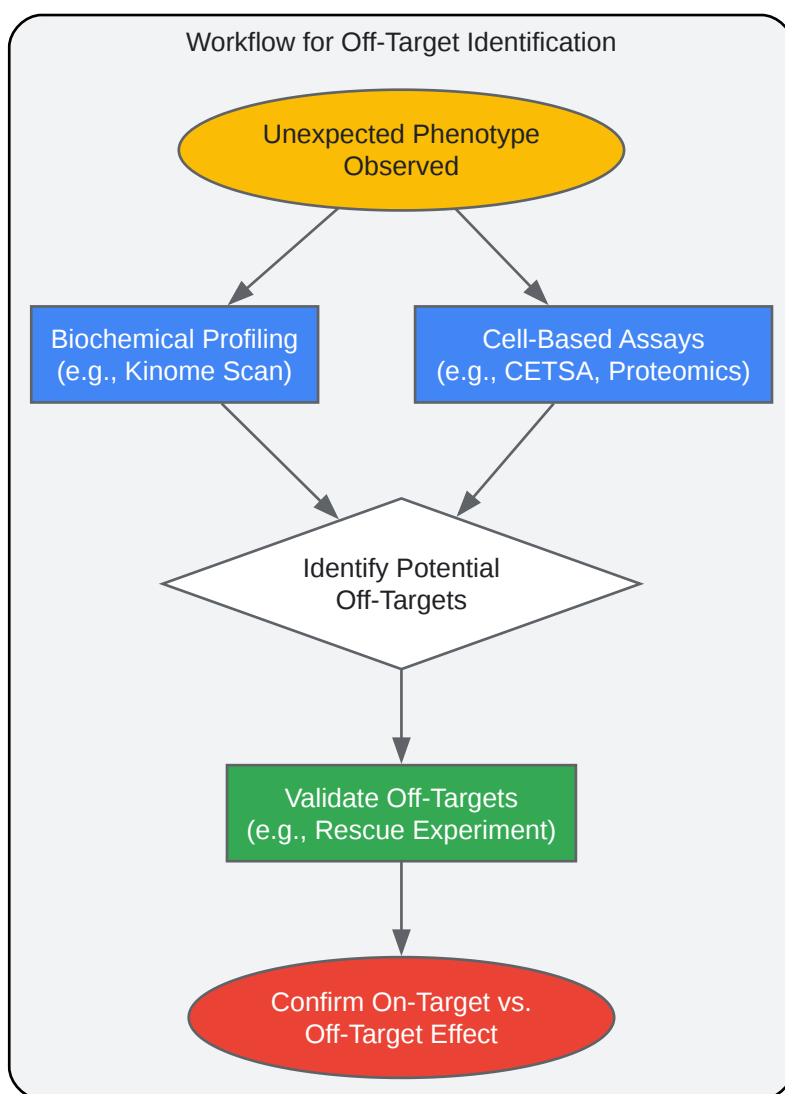 Workflow for Off-Target Identification
Unexpected Phenotype
Observed
Biochemical Profiling
(e.g., Kinome Scan)
Cell-Based Assays
(e.g., CETSA, Proteomics)
Identify Potential
Off-Targets
Validate Off-Targets
(e.g., Rescue Experiment)
Confirm On-Target vs.
Off-Target Effect